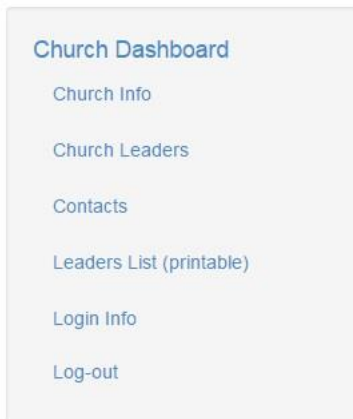 Church Dashboard
Church Info
Church Leaders
Contacts
Leaders List (printable)
Login Info
Log-out